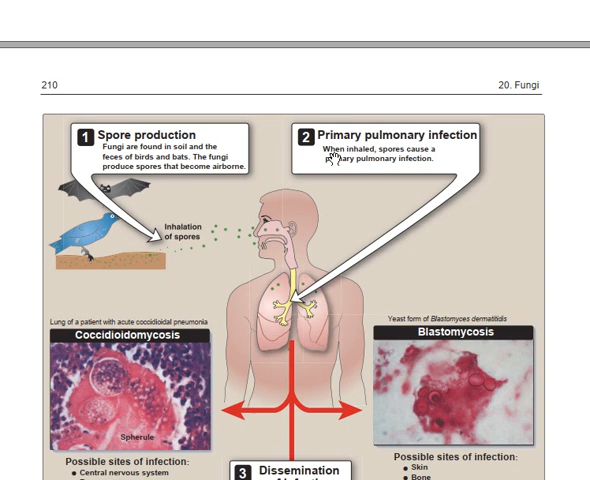 210
20. Fungi
1 Spore production
Fungi are found in soil and the
feces of birds and bats. The fungi
produce spores that become airborne.
2 Primary pulmonary infection
When inhaled, spores cause a
primary pulmonary infection.
Inhalation
of spores
Lung of a patient with acute coccidioidal pneumonia
Coccidioidomycosis
Spherule
Possible sites of infection:
• Central nervous system
Yeast form of Blastomyces dermatitidis
Blastomycosis
Possible sites of infection:
• Skin
• Bone
3 Dissemination